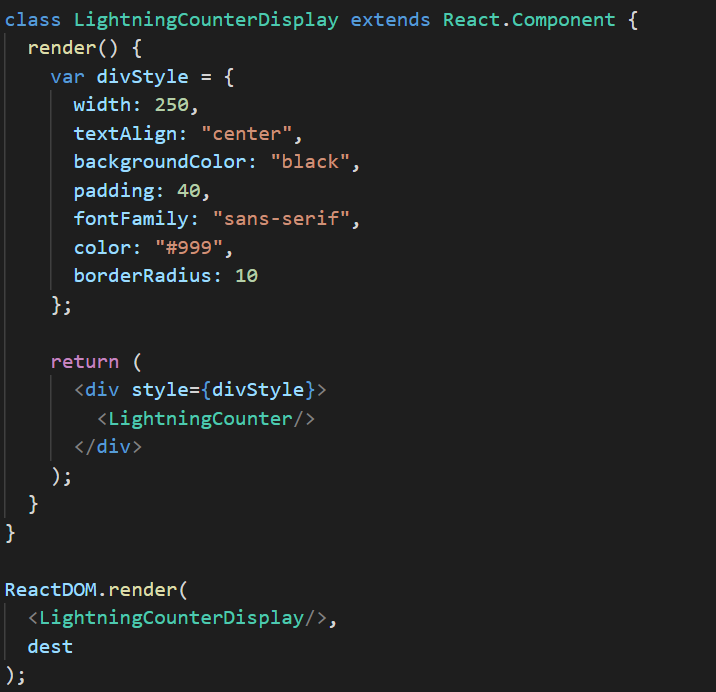 class LightningCounterDisplay extends React.Component {
  render() {
    var divStyle = {
      width: 250,
      textAlign: "center",
      backgroundColor: "black",
      padding: 40,
      fontFamily: "sans-serif",
      color: "#999",
      borderRadius: 10
    };

    return (
      <div style={divStyle}>
        <LightningCounter/>
      </div>
    );
  }
}

ReactDOM.render(
  <LightningCounterDisplay/>,
  dest
);